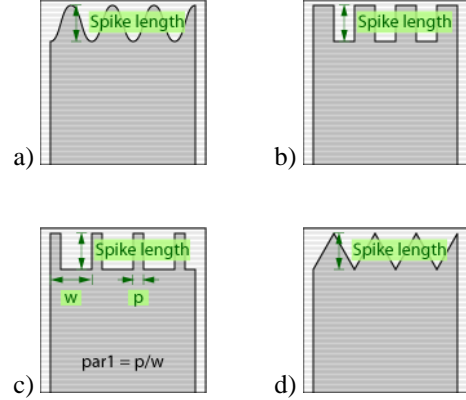 Spike length
a)
Spike length
b)
Spike length
w
p
par1 = p/w
c)
Spike length
d)